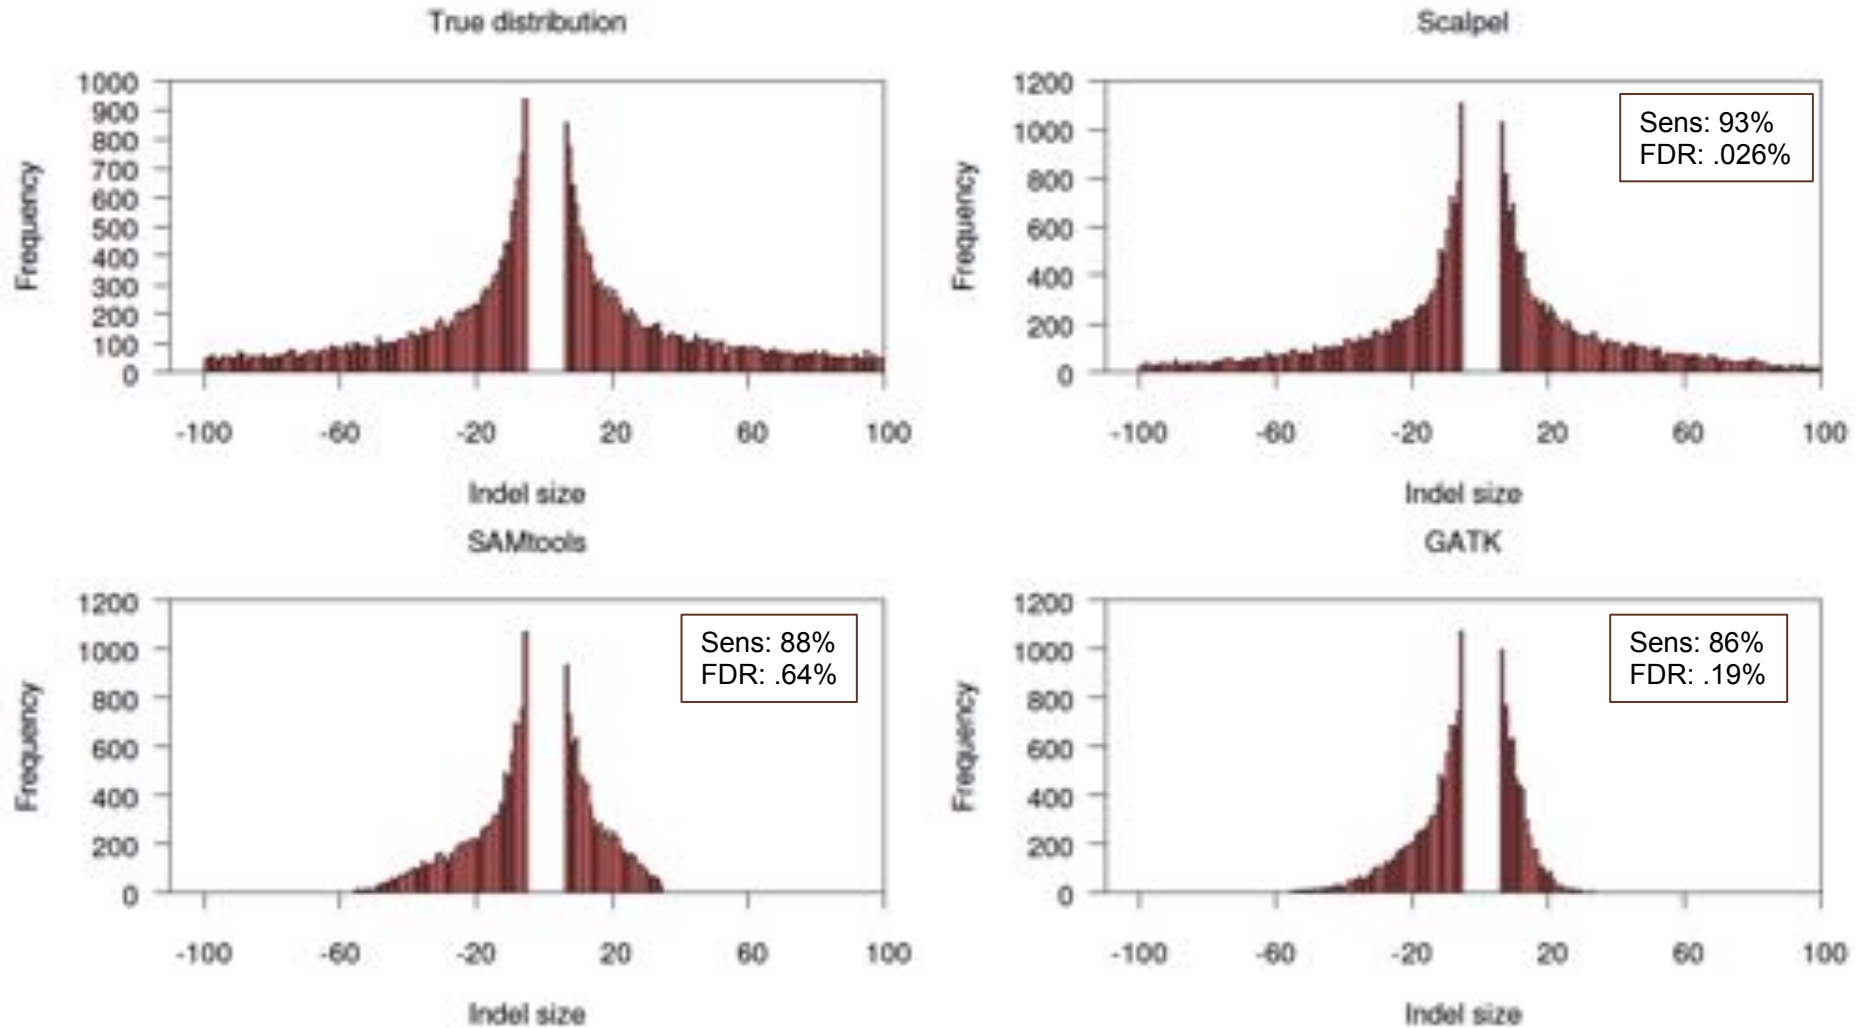 True distribution
1000
900
800
700
600
500
400
300
200
100
0
Frequency
-100 -60 -20 20 60 100
Indel size
Scalpel
1200
1000
800
600
400
200
0
Frequency
Sens: 93%
FDR: .026%
-100 -60 -20 20 60 100
Indel size
SAMtools
1200
1000
800
600
400
200
0
Frequency
Sens: 88%
FDR: .64%
-100 -60 -20 20 60 100
Indel size
GATK
1200
1000
800
600
400
200
0
Frequency
Sens: 86%
FDR: .19%
-100 -60 -20 20 60 100
Indel size